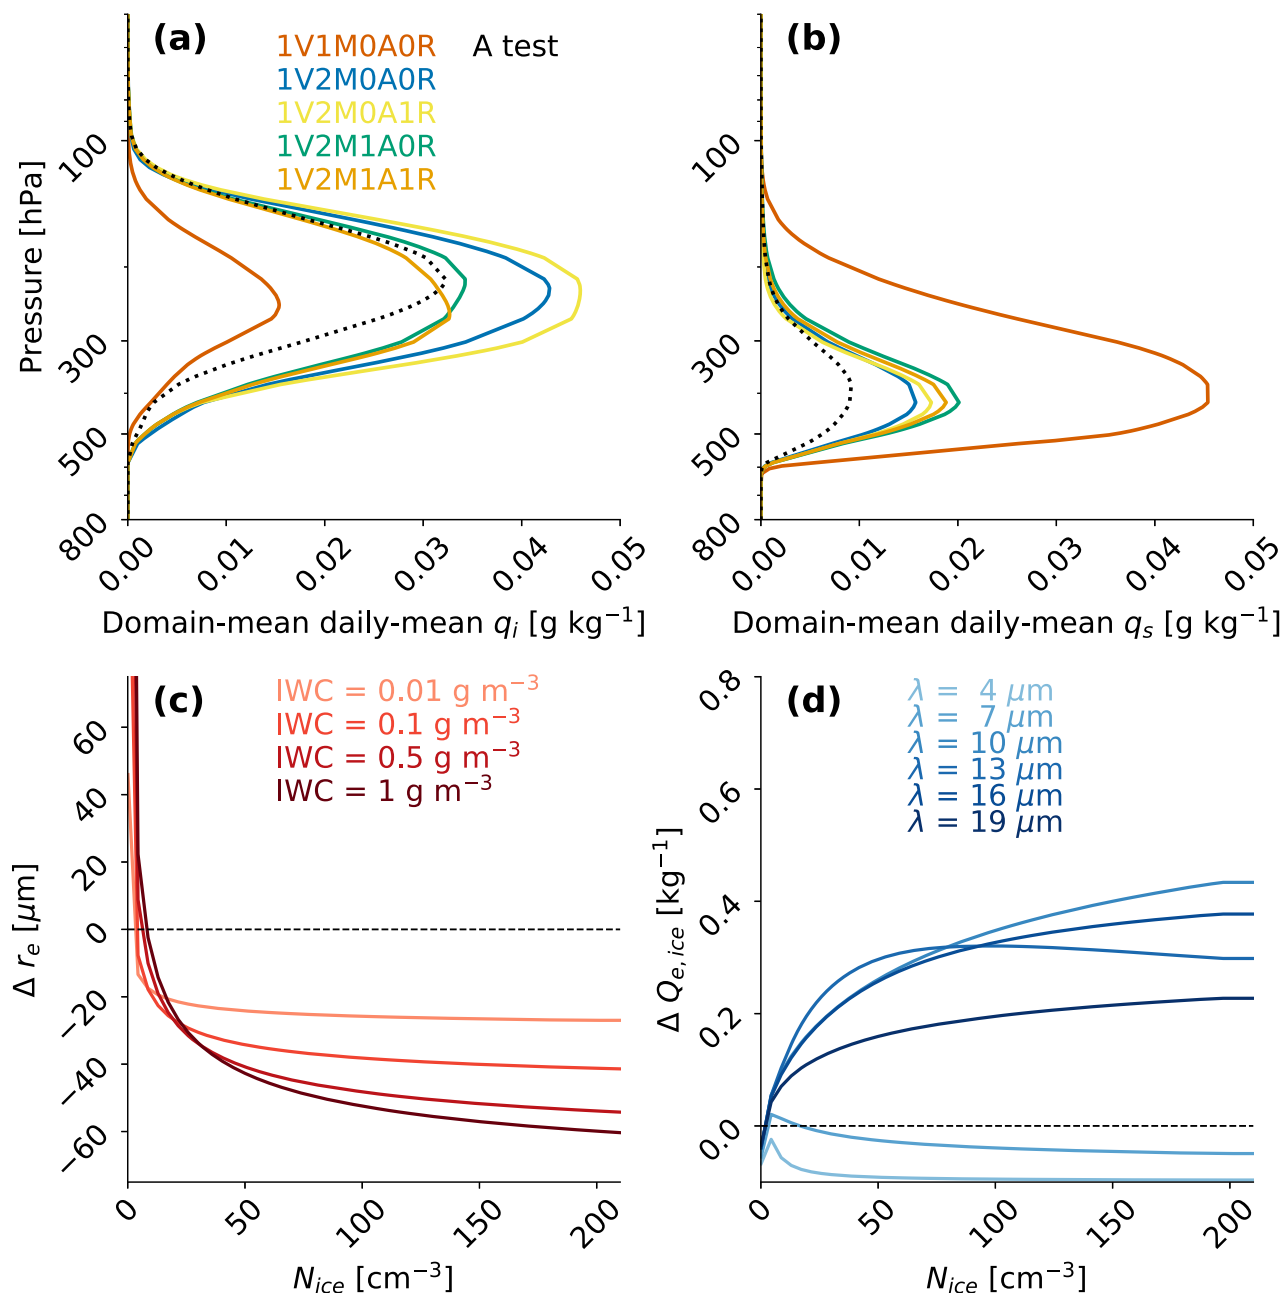 (a)
1V1M0A0R A test
1V2M0A0R
1V2M0A1R
1V2M1A0R
1V2M1A1R
Pressure [hPa]
100
300
500
800
0.00 0.01 0.02 0.03 0.04 0.05
Domain-mean daily-mean q_i [g kg⁻¹]
(b)
100
300
500
800
0.00 0.01 0.02 0.03 0.04 0.05
Domain-mean daily-mean q_s [g kg⁻¹]
(c)
IWC = 0.01 g m⁻³
IWC = 0.1 g m⁻³
IWC = 0.5 g m⁻³
IWC = 1 g m⁻³
Δ r_e [μm]
60
40
20
0
−20
−40
−60
0 50 100 150 200
N_ice [cm⁻³]
(d)
λ = 4 μm
λ = 7 μm
λ = 10 μm
λ = 13 μm
λ = 16 μm
λ = 19 μm
Δ Q_e,ice [kg⁻¹]
0.8
0.6
0.4
0.2
0.0
0 50 100 150 200
N_ice [cm⁻³]